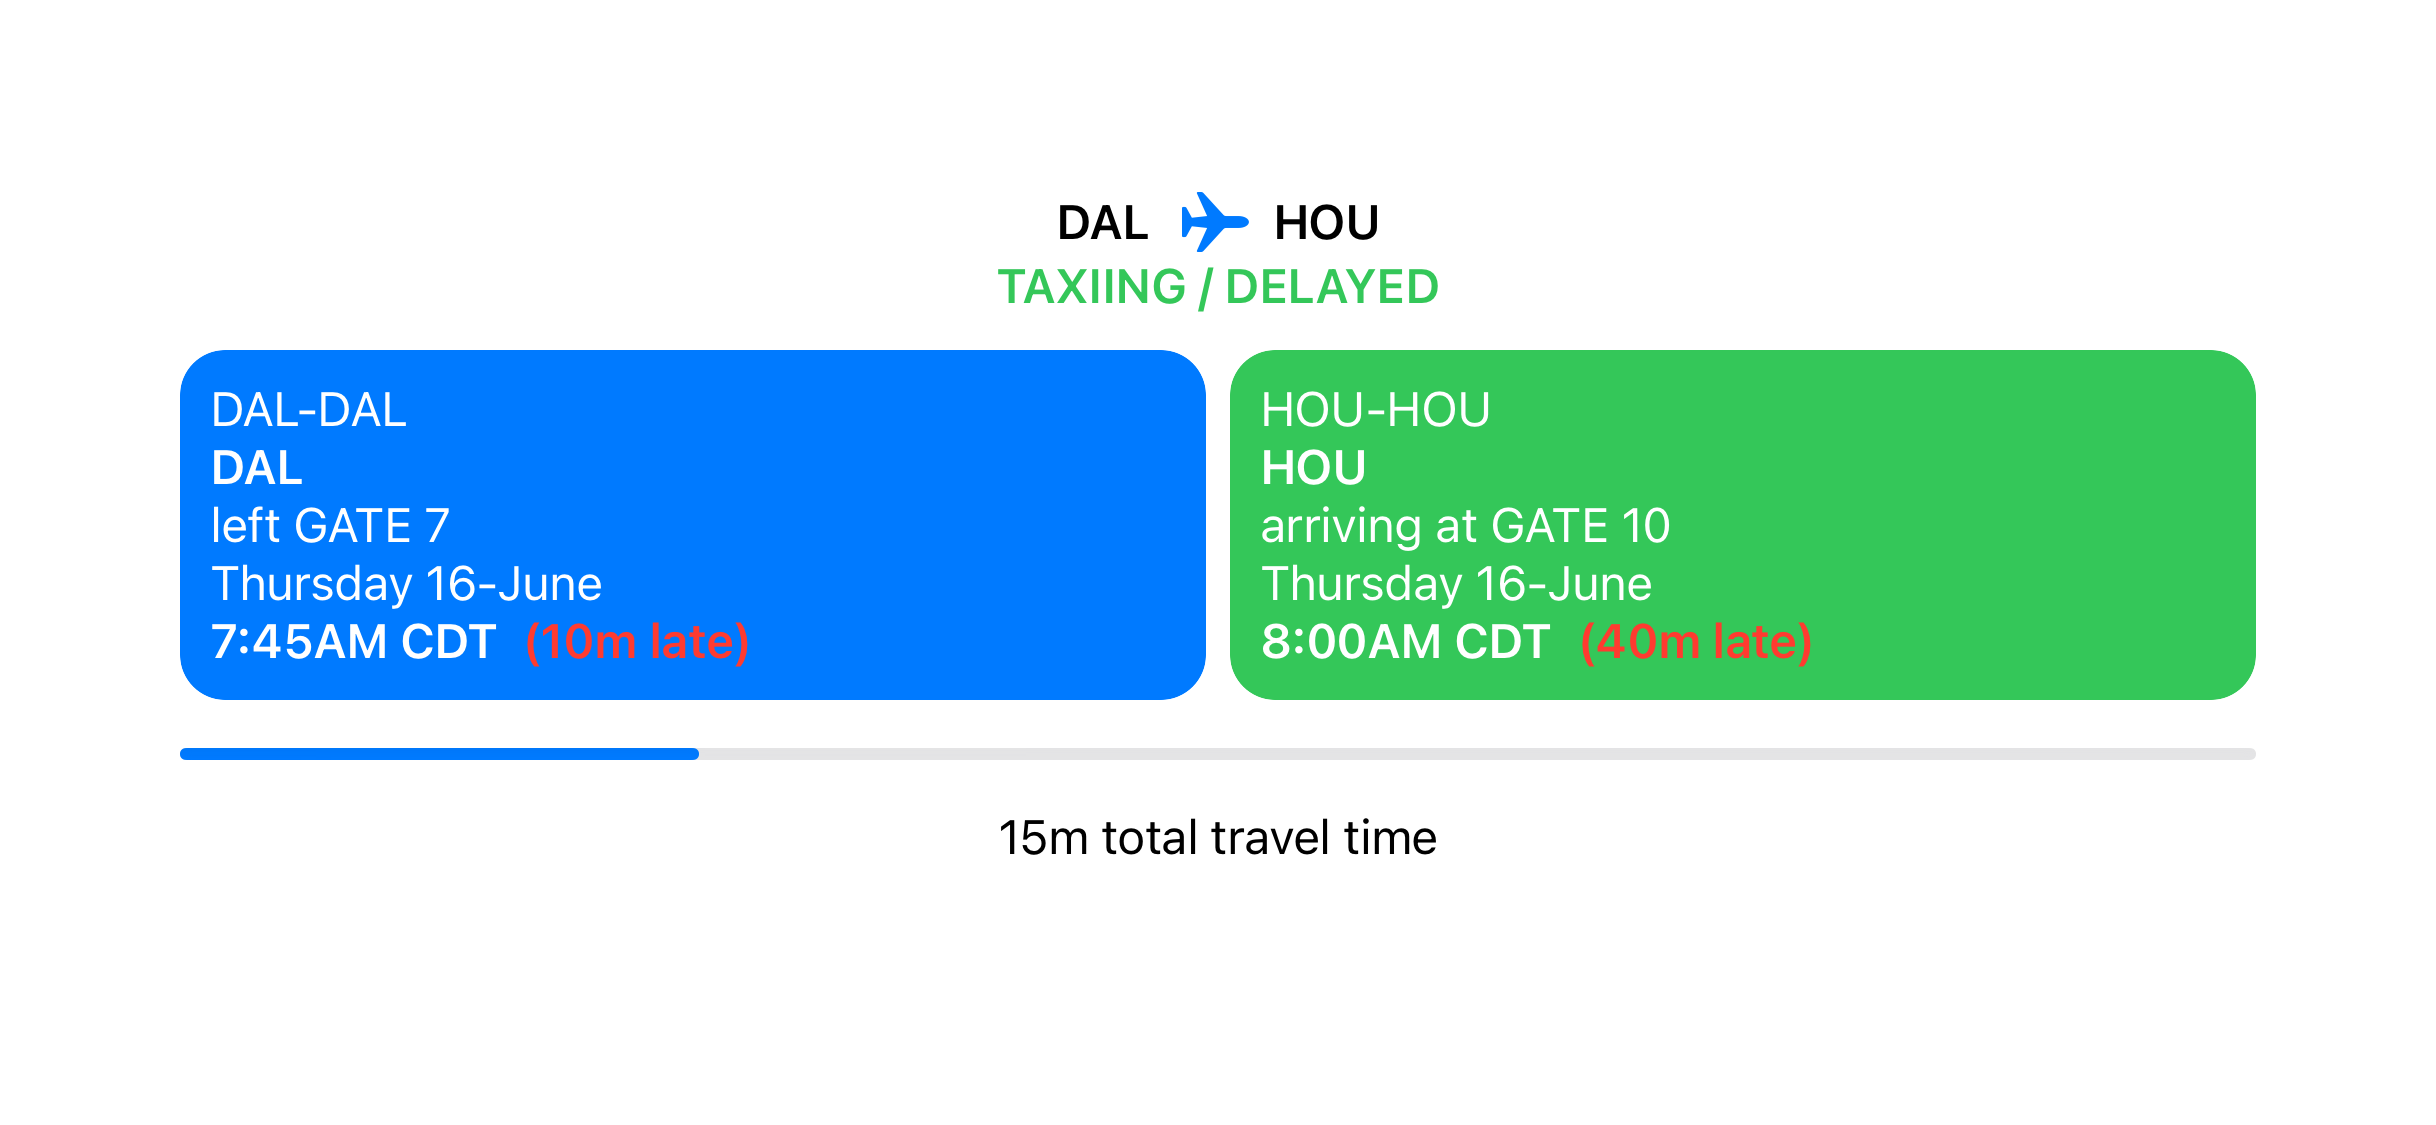 DAL HOU
TAXIING / DELAYED
DAL-DAL
DAL
left GATE 7
Thursday 16-June
7:45AM CDT (10m late)
HOU-HOU
HOU
arriving at GATE 10
Thursday 16-June
8:00AM CDT (40m late)
15m total travel time